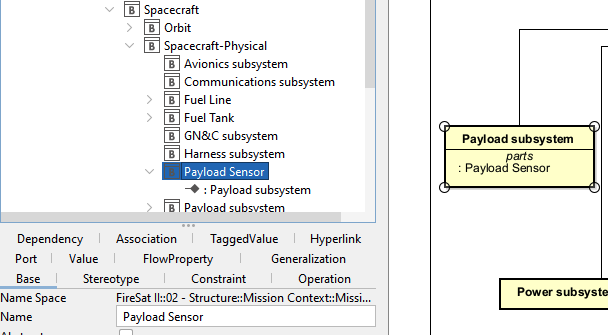 Spacecraft
Orbit
Spacecraft-Physical
Avionics subsystem
Communications subsystem
Fuel Line
Fuel Tank
GN&C subsystem
Harness subsystem
Payload Sensor
: Payload subsystem
Payload subsystem
Dependency Association TaggedValue Hyperlink
Port Value FlowProperty Generalization
Base Stereotype Constraint Operation
Name Space FireSat II::02 - Structure::Mission Context::Missi...
Name Payload Sensor
Payload subsystem
parts
: Payload Sensor
Power subsyste